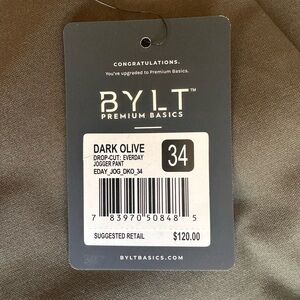 CONGRATULATIONS.
You've upgraded to Premium Basics.
BYLT™
PREMIUM BASICS
DARK OLIVE
DROP-CUT: EVERDAY
JOGGER PANT
EDAY_JOG_DKO_34
34
7 83970 50848 5
SUGGESTED RETAIL $120.00
BYLTBASICS.COM